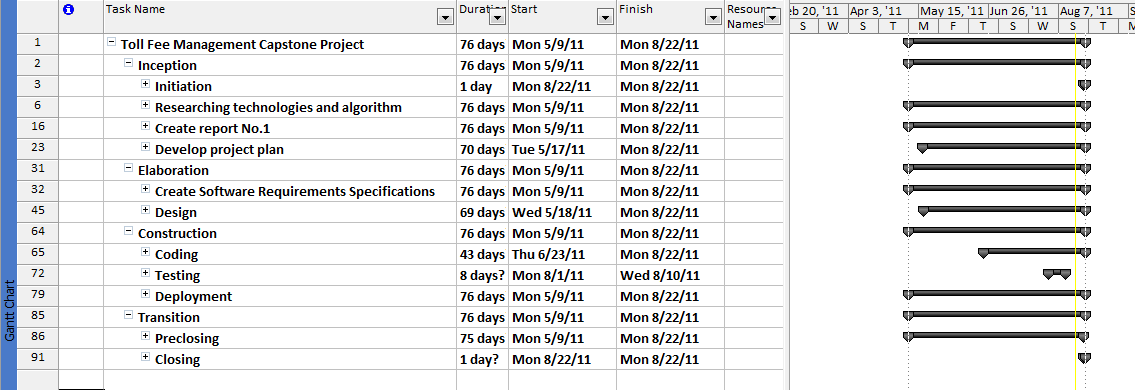 Task Name Duration Start Finish Resource Names
eb 20, '11 Apr 3, '11 May 15, '11 Jun 26, '11 Aug 7, '11 S
S W S T M F T S W S T M
1 Toll Fee Management Capstone Project 76 days Mon 5/9/11 Mon 8/22/11
2 Inception 76 days Mon 5/9/11 Mon 8/22/11
3 Initiation 1 day Mon 8/22/11 Mon 8/22/11
6 Researching technologies and algorithm 76 days Mon 5/9/11 Mon 8/22/11
16 Create report No.1 76 days Mon 5/9/11 Mon 8/22/11
23 Develop project plan 70 days Tue 5/17/11 Mon 8/22/11
31 Elaboration 76 days Mon 5/9/11 Mon 8/22/11
32 Create Software Requirements Specifications 76 days Mon 5/9/11 Mon 8/22/11
45 Design 69 days Wed 5/18/11 Mon 8/22/11
64 Construction 76 days Mon 5/9/11 Mon 8/22/11
65 Coding 43 days Thu 6/23/11 Mon 8/22/11
72 Testing 8 days? Mon 8/1/11 Wed 8/10/11
79 Deployment 76 days Mon 5/9/11 Mon 8/22/11
85 Transition 76 days Mon 5/9/11 Mon 8/22/11
86 Preclosing 75 days Mon 5/9/11 Mon 8/22/11
91 Closing 1 day? Mon 8/22/11 Mon 8/22/11
Gantt Chart